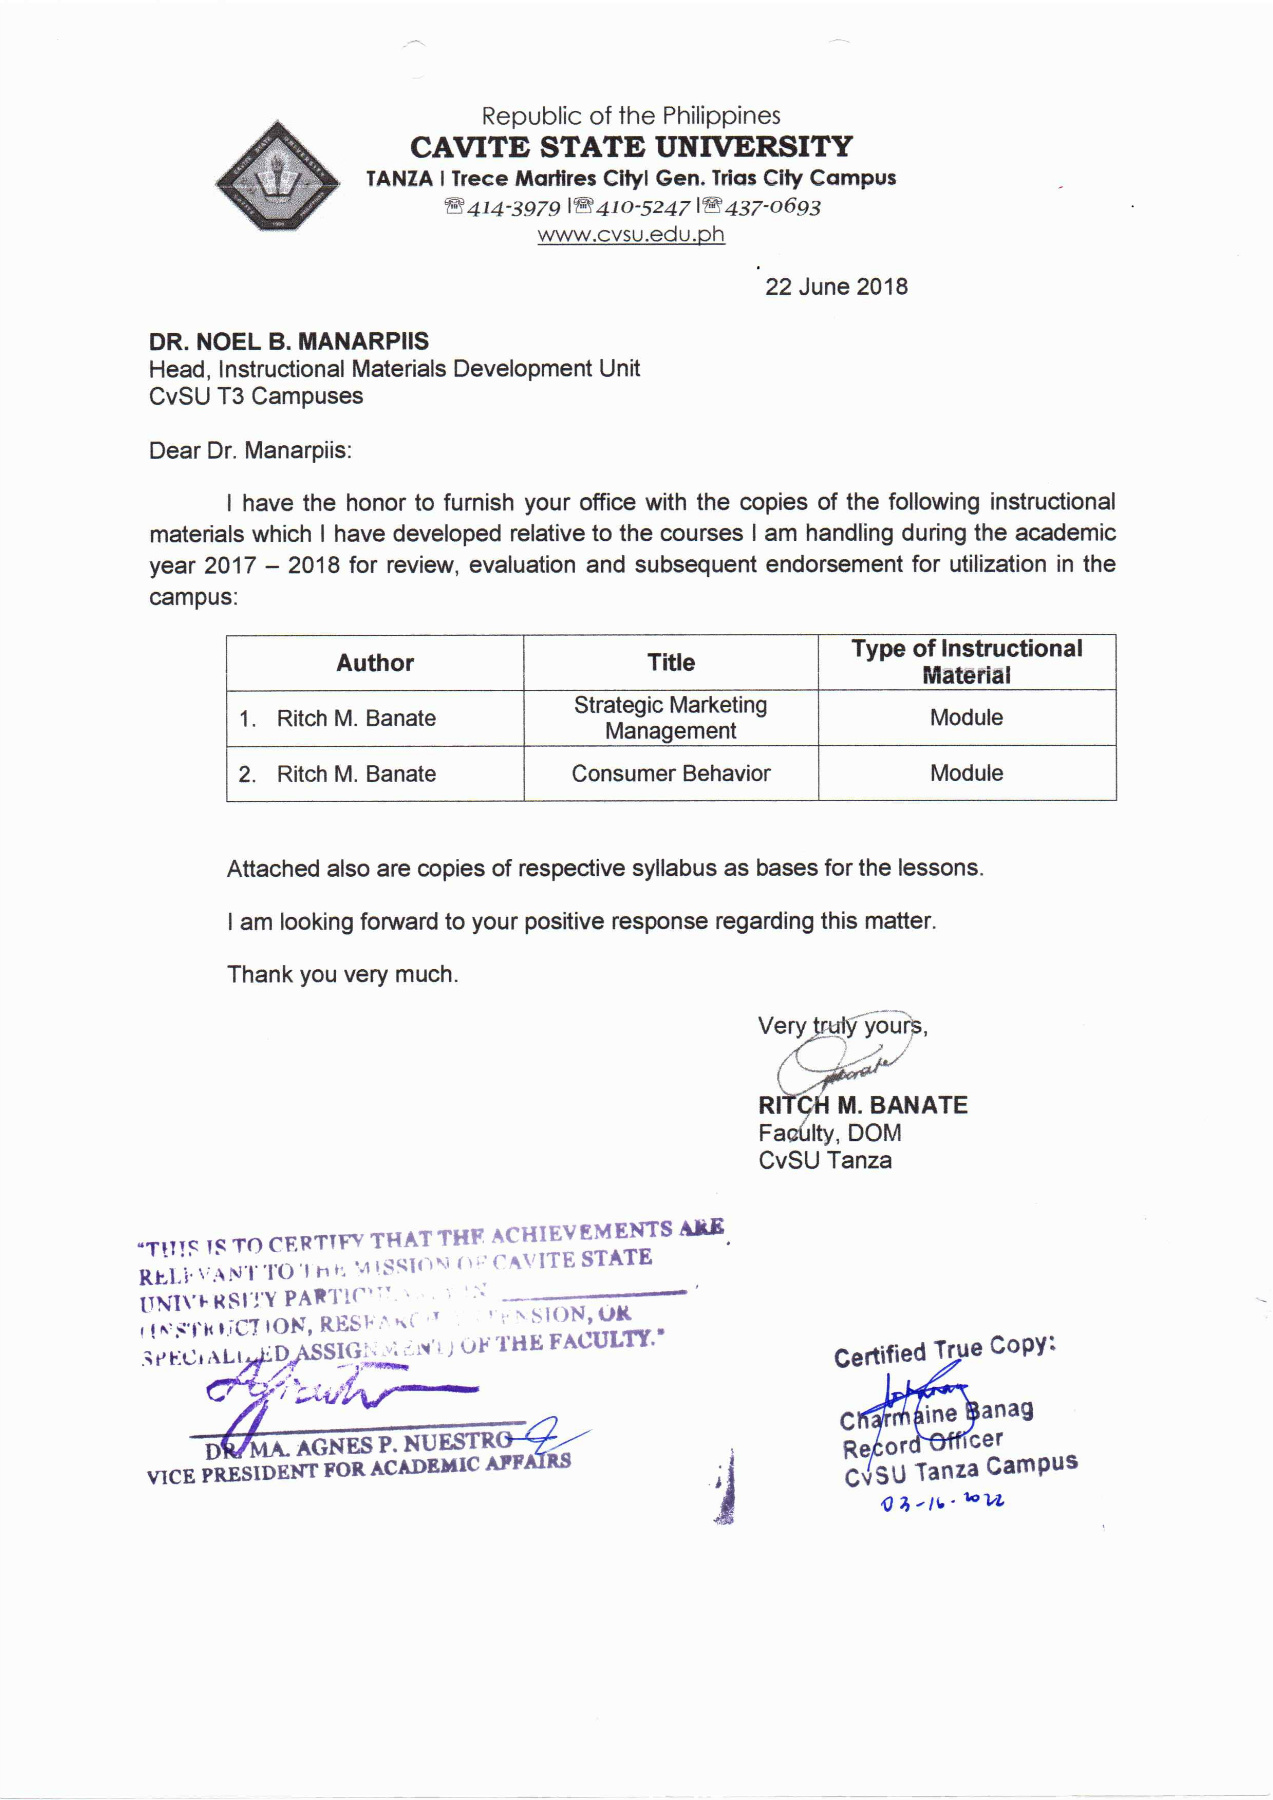 Republic of the Philippines
CAVITE STATE UNIVERSITY
TANZA I Trece Martires CityI Gen. Trias City Campus
☏414-3979 I☏410-5247 I☏437-0693
www.cvsu.edu.ph
22 June 2018
DR. NOEL B. MANARPIIS
Head, Instructional Materials Development Unit
CvSU T3 Campuses
Dear Dr. Manarpiis:
I have the honor to furnish your office with the copies of the following instructional
materials which I have developed relative to the courses I am handling during the academic
year 2017 – 2018 for review, evaluation and subsequent endorsement for utilization in the
campus:
Author Title Type of Instructional
Material
1. Ritch M. Banate Strategic Marketing
Management Module
2. Ritch M. Banate Consumer Behavior Module
Attached also are copies of respective syllabus as bases for the lessons.
I am looking forward to your positive response regarding this matter.
Thank you very much.
Very truly yours,
RITCH M. BANATE
Faculty, DOM
CvSU Tanza
"THIS IS TO CERTIFY THAT THE ACHIEVEMENTS ARE
RELEVANT TO THE MISSION OF CAVITE STATE
UNIVERSITY PARTICULARLY IN
(INSTRUCTION, RESEARCH, EXTENSION, OR
SPECIALIZED ASSIGNMENT) OF THE FACULTY."
DR. MA. AGNES P. NUESTRO
VICE PRESIDENT FOR ACADEMIC AFFAIRS
Certified True Copy:
Charmaine Banag
Record Officer
CvSU Tanza Campus
03-16-2022